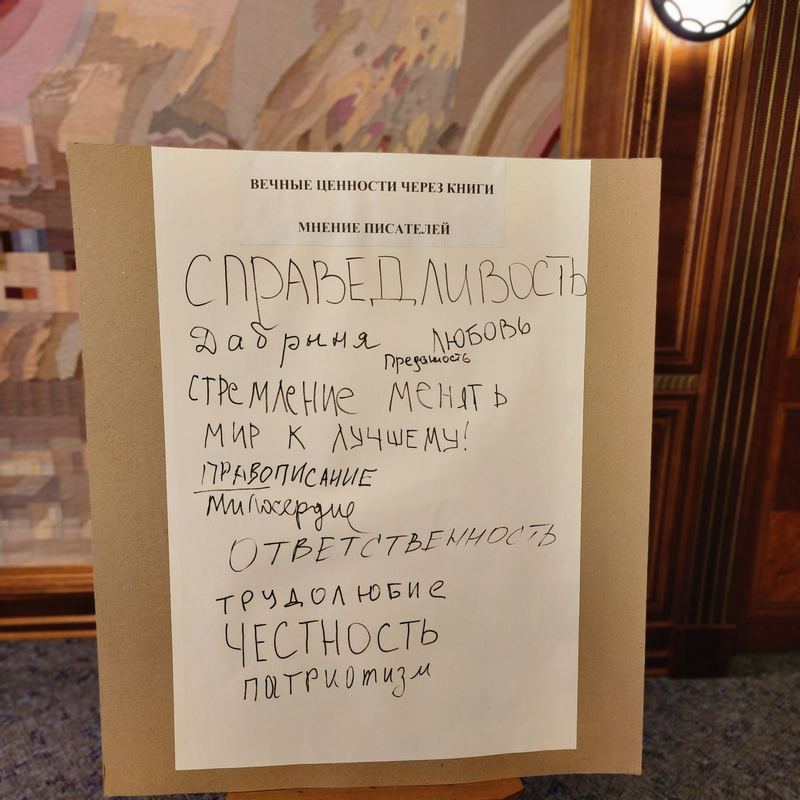 ВЕЧНЫЕ ЦЕННОСТИ ЧЕРЕЗ КНИГИ
МНЕНИЕ ПИСАТЕЛЕЙ
СПРАВЕДЛИВОСТЬ
Дабрыня ЛЮБОВЬ
Преданость
СТРЕМЛЕНИЕ МЕНЯТЬ
МИР К ЛУЧШЕМУ!
ПРАВОПИСАНИЕ
Милосердие
ОТВЕТСТВЕННОСТЬ
ТРУДОЛЮБИЕ
ЧЕСТНОСТЬ
ПАТРИОТИЗМ